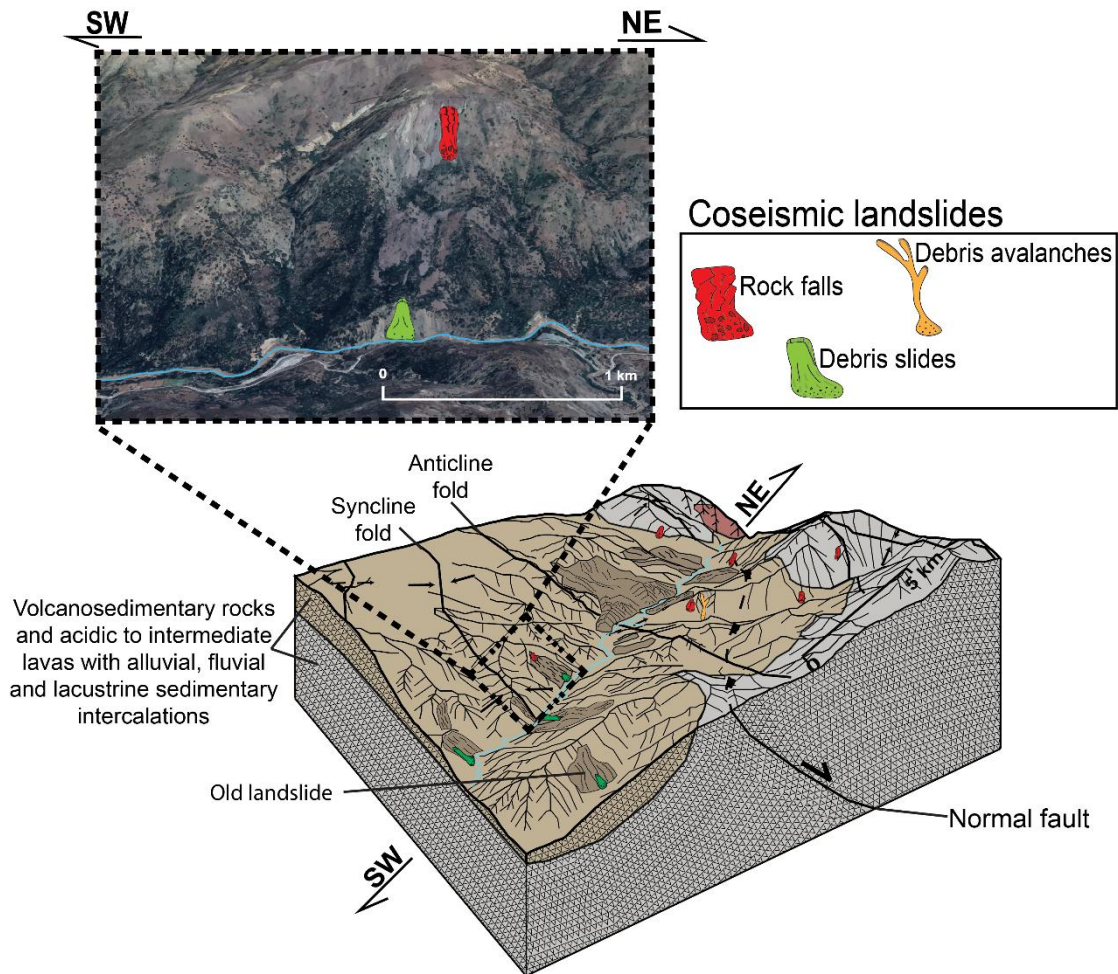 SW
NE
0
1 km
Coseismic landslides
Debris avalanches
Rock falls
Debris slides
Anticline
fold
Syncline
fold
NE
5 km
0
Volcanosedimentary rocks
and acidic to intermediate
lavas with alluvial, fluvial
and lacustrine sedimentary
intercalations
Old landslide
Normal fault
SW